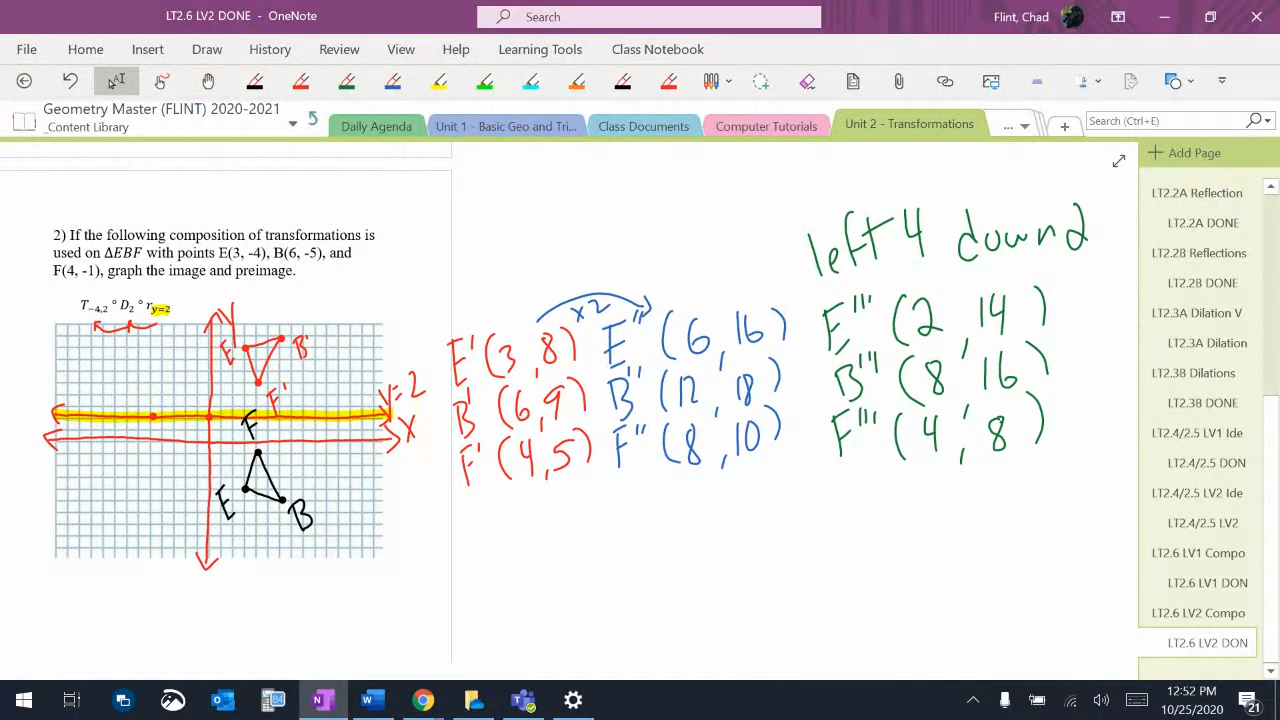 LT2.6 LV2 DONE - OneNote
Search
Flint, Chad
File Home Insert Draw History Review View Help Learning Tools Class Notebook
Geometry Master (FLINT) 2020-2021
_Content Library
Daily Agenda
Unit 1 - Basic Geo and Tri...
Class Documents
Computer Tutorials
Unit 2 - Transformations
...
Search (Ctrl+E)
Add Page
LT2.2A Reflection
LT2.2A DONE
LT2.2B Reflections
LT2.2B DONE
LT2.3A Dilation V
LT2.3A Dilation
LT2.3B Dilations
LT2.3B DONE
LT2.4/2.5 LV1 Ide
LT2.4/2.5 DON
LT2.4/2.5 LV2 Ide
LT2.4/2.5 LV2
LT2.6 LV1 Compo
LT2.6 LV1 DON
LT2.6 LV2 Compo
LT2.6 LV2 DON
2) If the following composition of transformations is
used on ΔEBF with points E(3, -4), B(6, -5), and
F(4, -1), graph the image and preimage.
T−4,2 ° D2 ° ry=2
y
E' B'
F'
y=2
x
F
E
B
E'(3,8)
B'(6,9)
F'(4,5)
x2
E''(6,16)
B''(12,18)
F''(8,10)
left 4 down 2
E'''(2,14)
B'''(8,16)
F'''(4,8)
12:52 PM
10/25/2020
21